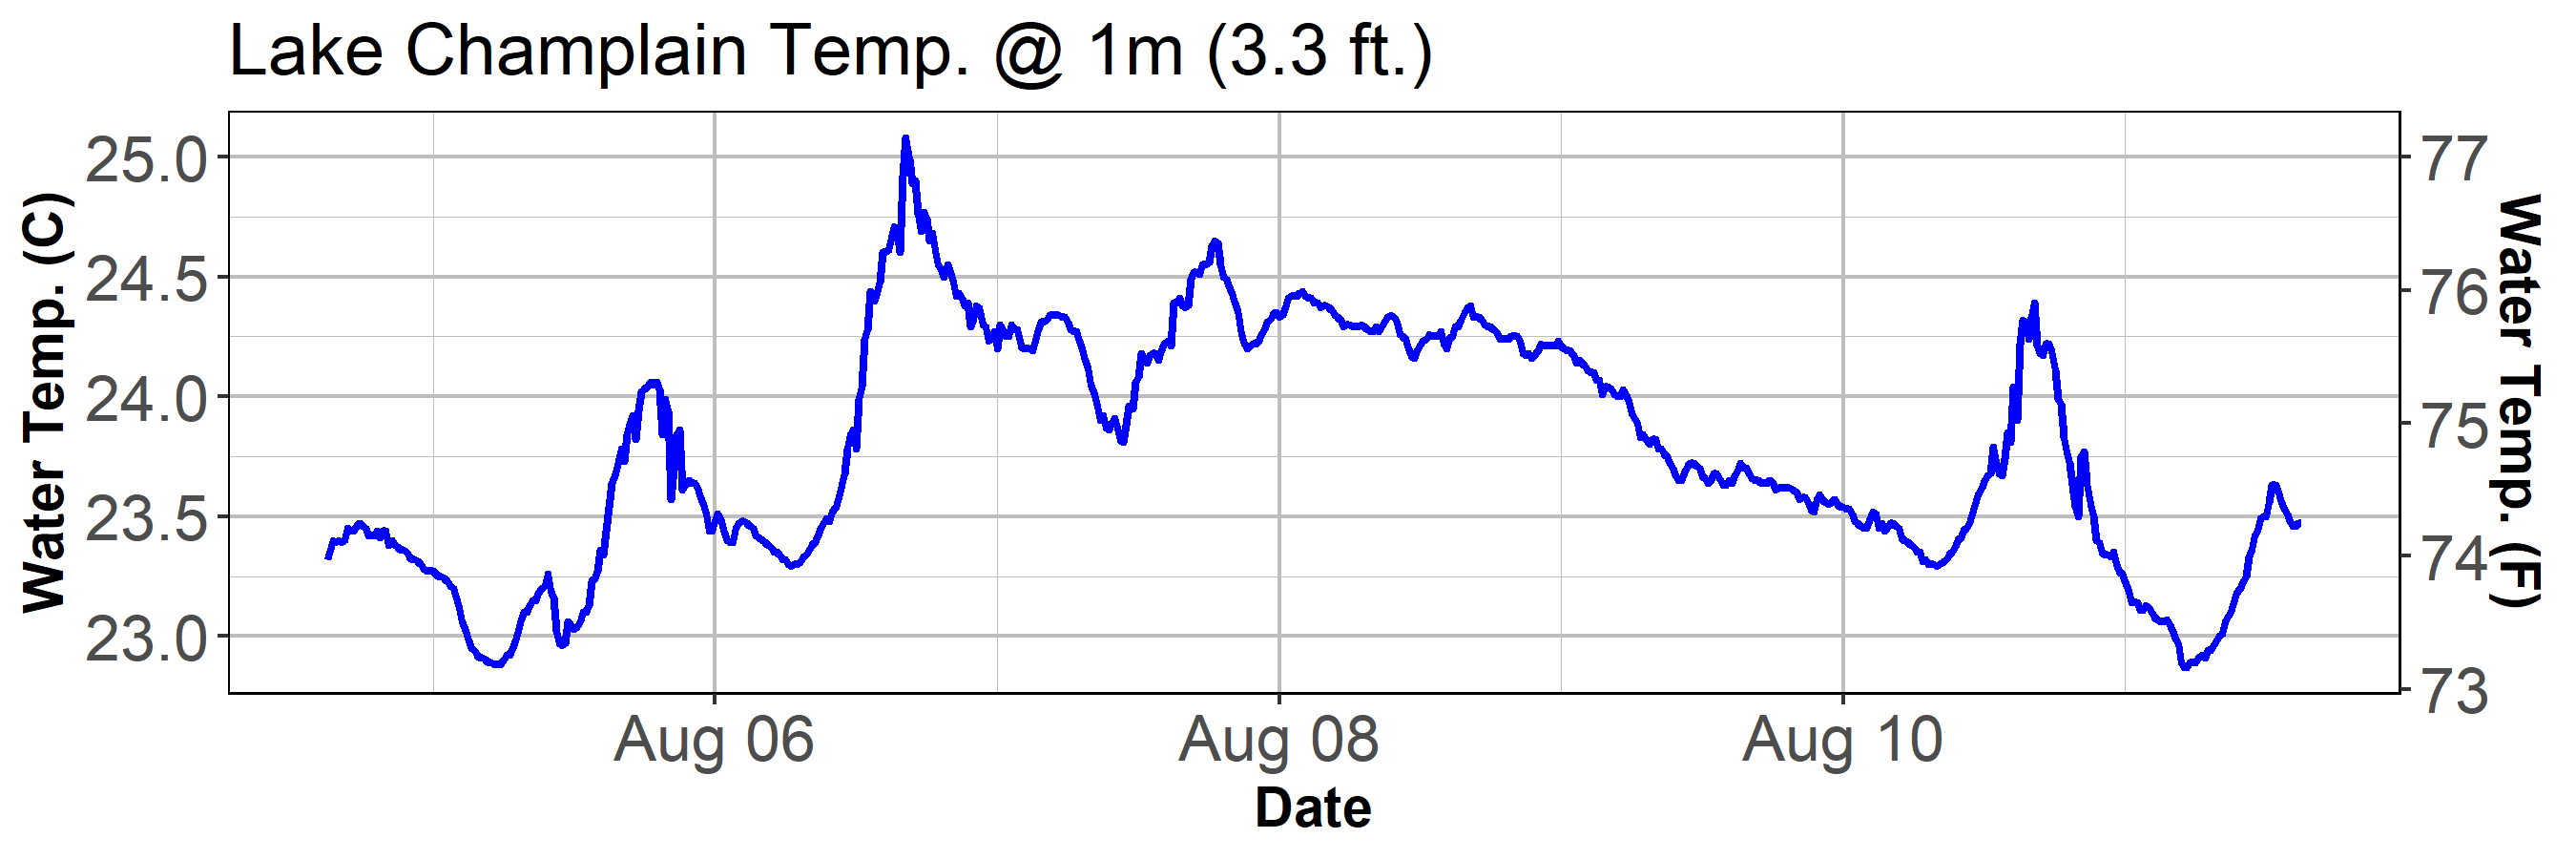 Lake Champlain Temp. @ 1m (3.3 ft.)
Water Temp. (C)
25.0
24.5
24.0
23.5
23.0
77
76
75
74
73
Water Temp. (F)
Aug 06
Aug 08
Aug 10
Date